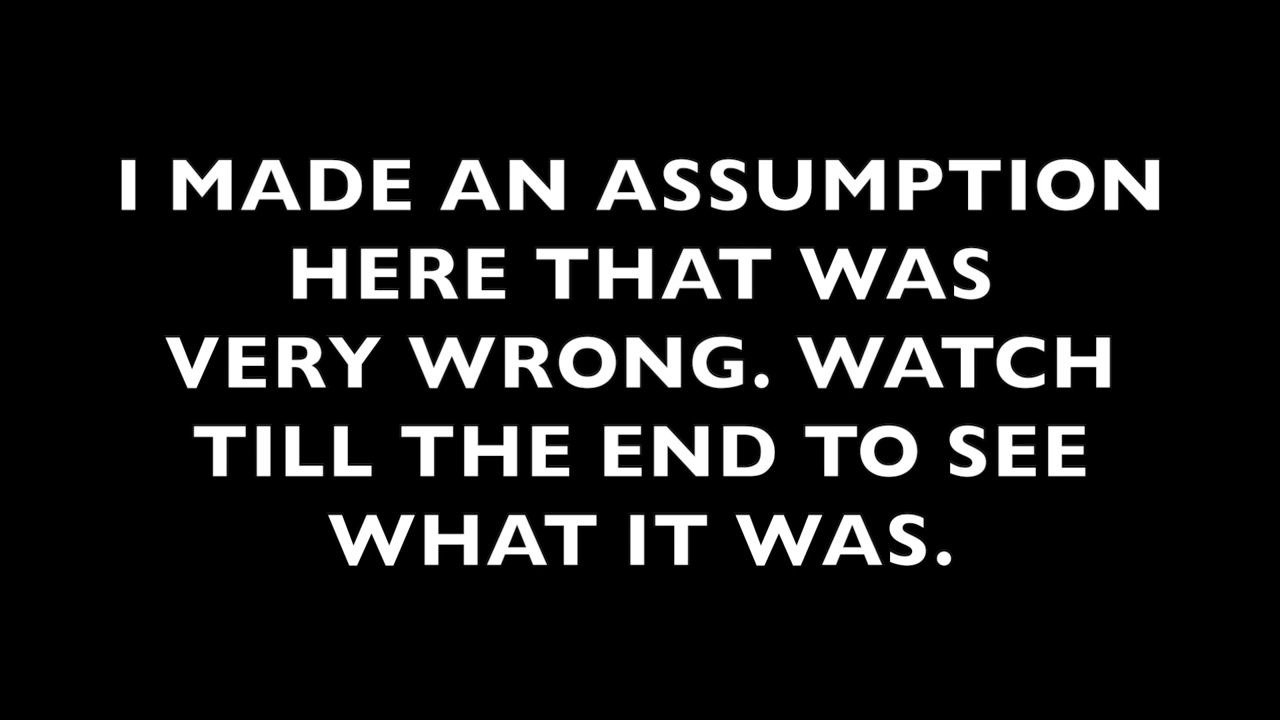 I MADE AN ASSUMPTION
HERE THAT WAS
VERY WRONG. WATCH
TILL THE END TO SEE
WHAT IT WAS.